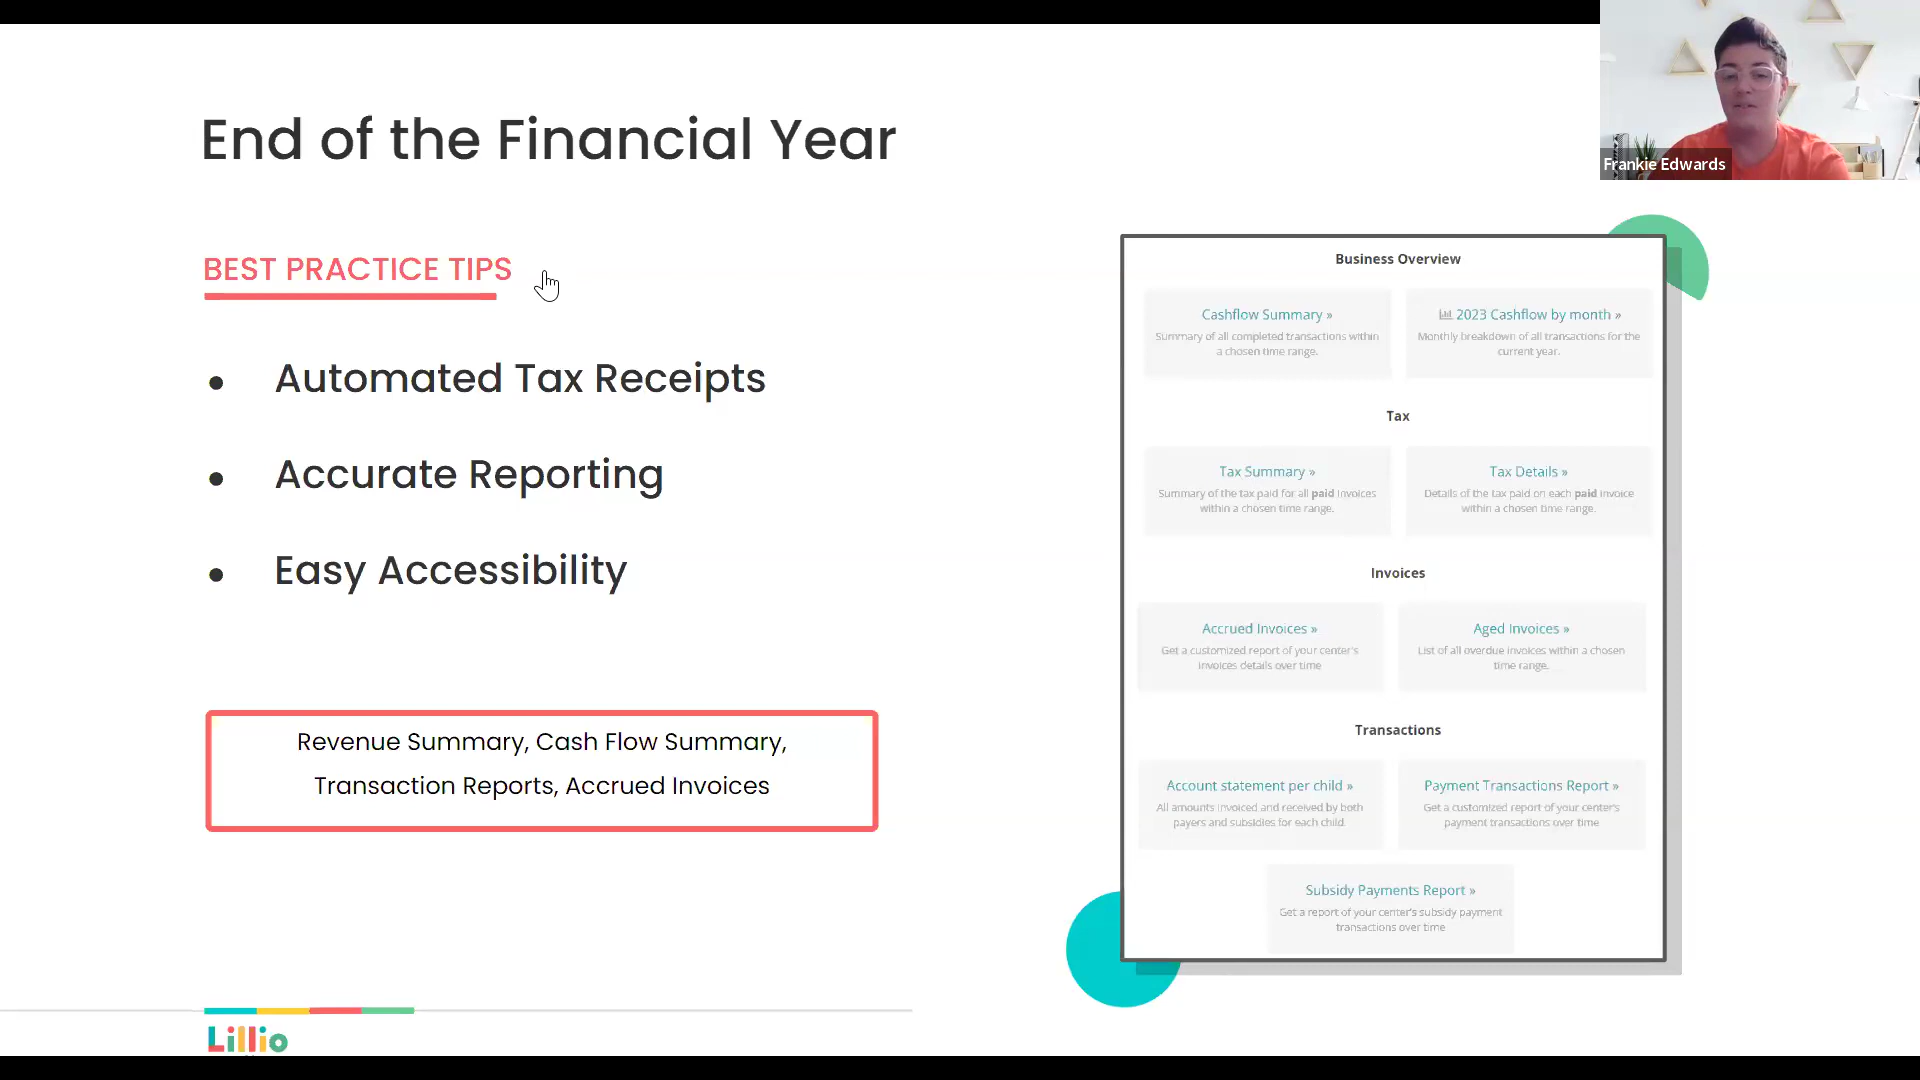 End of the Financial Year
Frankie Edwards
BEST PRACTICE TIPS
• Automated Tax Receipts
• Accurate Reporting
• Easy Accessibility
Revenue Summary, Cash Flow Summary,
Transaction Reports, Accrued Invoices
Lillio
Business Overview
Cashflow Summary »
Summary of all completed transactions within
a chosen time range.
2023 Cashflow by month »
Monthly breakdown of all transactions for the
current year.
Tax
Tax Summary »
Summary of the tax paid for all paid invoices
within a chosen time range.
Tax Details »
Details of the tax paid on each paid invoice
within a chosen time range.
Invoices
Accrued Invoices »
Get a customized report of your center's
invoices details over time
Aged Invoices »
List of all overdue invoices within a chosen
time range.
Transactions
Account statement per child »
All amounts invoiced and received by both
payers and subsidies for each child.
Payment Transactions Report »
Get a customized report of your center's
payment transactions over time
Subsidy Payments Report »
Get a report of your center's subsidy payment
transactions over time